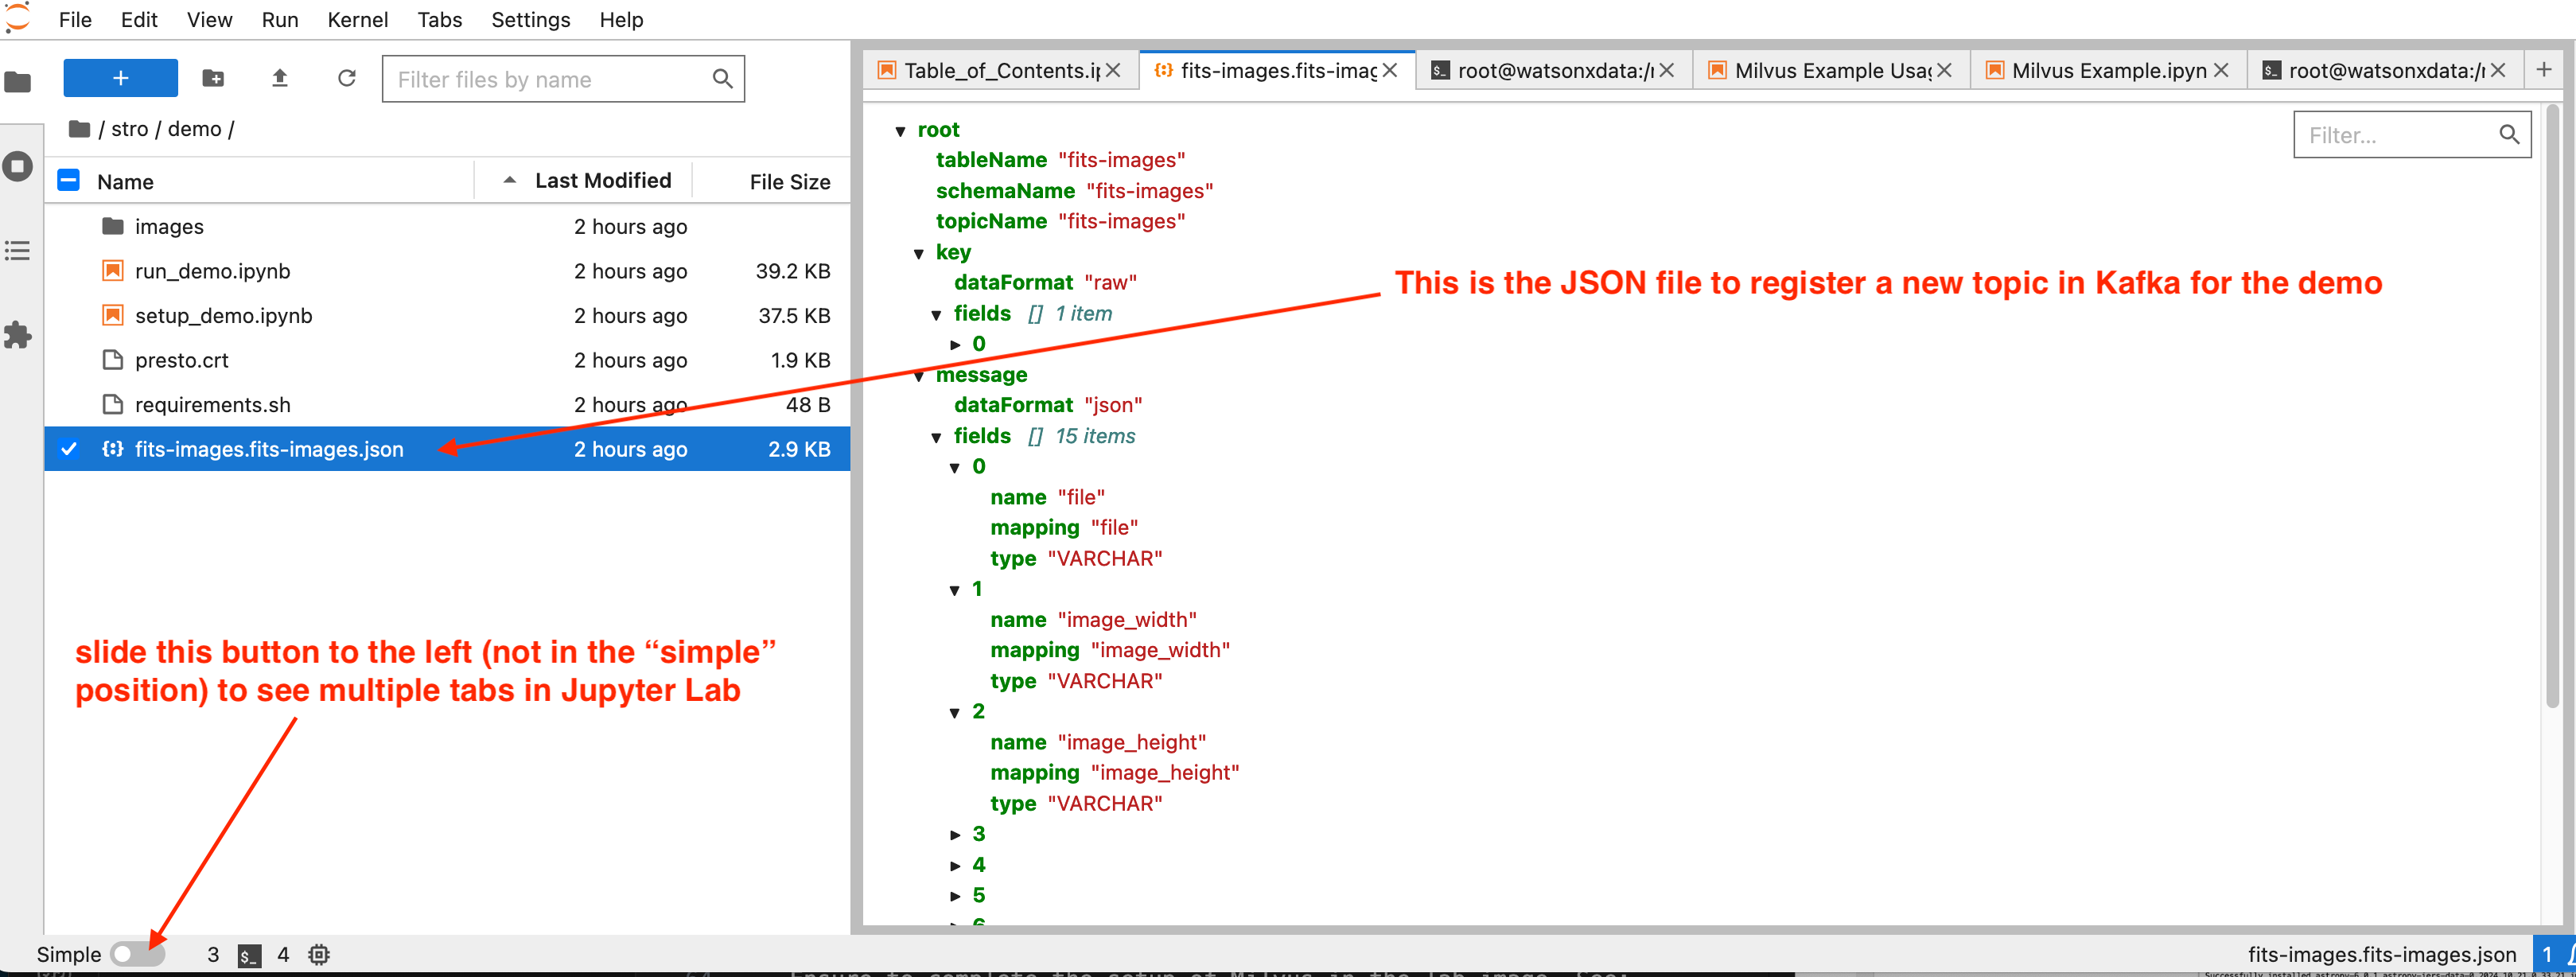 File Edit View Run Kernel Tabs Settings Help
+ Filter files by name
/ stro / demo /
Name Last Modified File Size
images 2 hours ago
run_demo.ipynb 2 hours ago 39.2 KB
setup_demo.ipynb 2 hours ago 37.5 KB
presto.crt 2 hours ago 1.9 KB
requirements.sh 2 hours ago 48 B
fits-images.fits-images.json 2 hours ago 2.9 KB
slide this button to the left (not in the “simple”
position) to see multiple tabs in Jupyter Lab
Table_of_Contents.i fits-images.fits-imag root@watsonxdata:/ Milvus Example Usa Milvus Example.ipyn root@watsonxdata:/ +
Filter...
root
tableName "fits-images"
schemaName "fits-images"
topicName "fits-images"
key
dataFormat "raw"
This is the JSON file to register a new topic in Kafka for the demo
fields [] 1 item
0
message
dataFormat "json"
fields [] 15 items
0
name "file"
mapping "file"
type "VARCHAR"
1
name "image_width"
mapping "image_width"
type "VARCHAR"
2
name "image_height"
mapping "image_height"
type "VARCHAR"
3
4
5
Simple 3 $_ 4 fits-images.fits-images.json 1